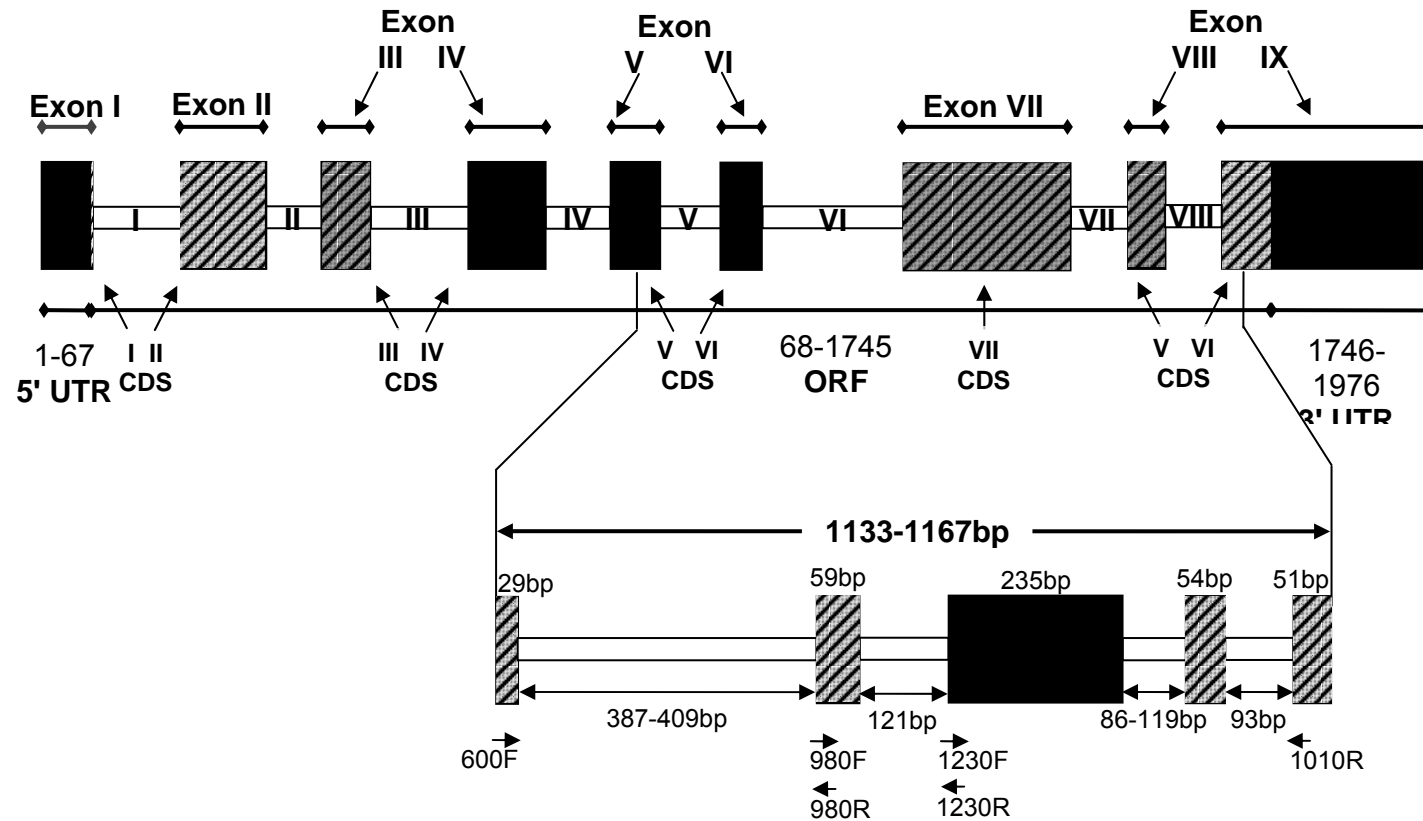 Exon
III IV
Exon
V VI
Exon
VIII IX
Exon I
Exon II
Exon VII
I
II
III
IV
V
VI
VII
VIII
1-67
5' UTR
I II
CDS
III IV
CDS
V VI
CDS
68-1745
ORF
VII
CDS
V VI
CDS
1746-
1976
3' UTR
1133-1167bp
29bp
59bp
235bp
54bp
51bp
387-409bp
121bp
86-119bp
93bp
600F
980F
980R
1230F
1230R
1010R